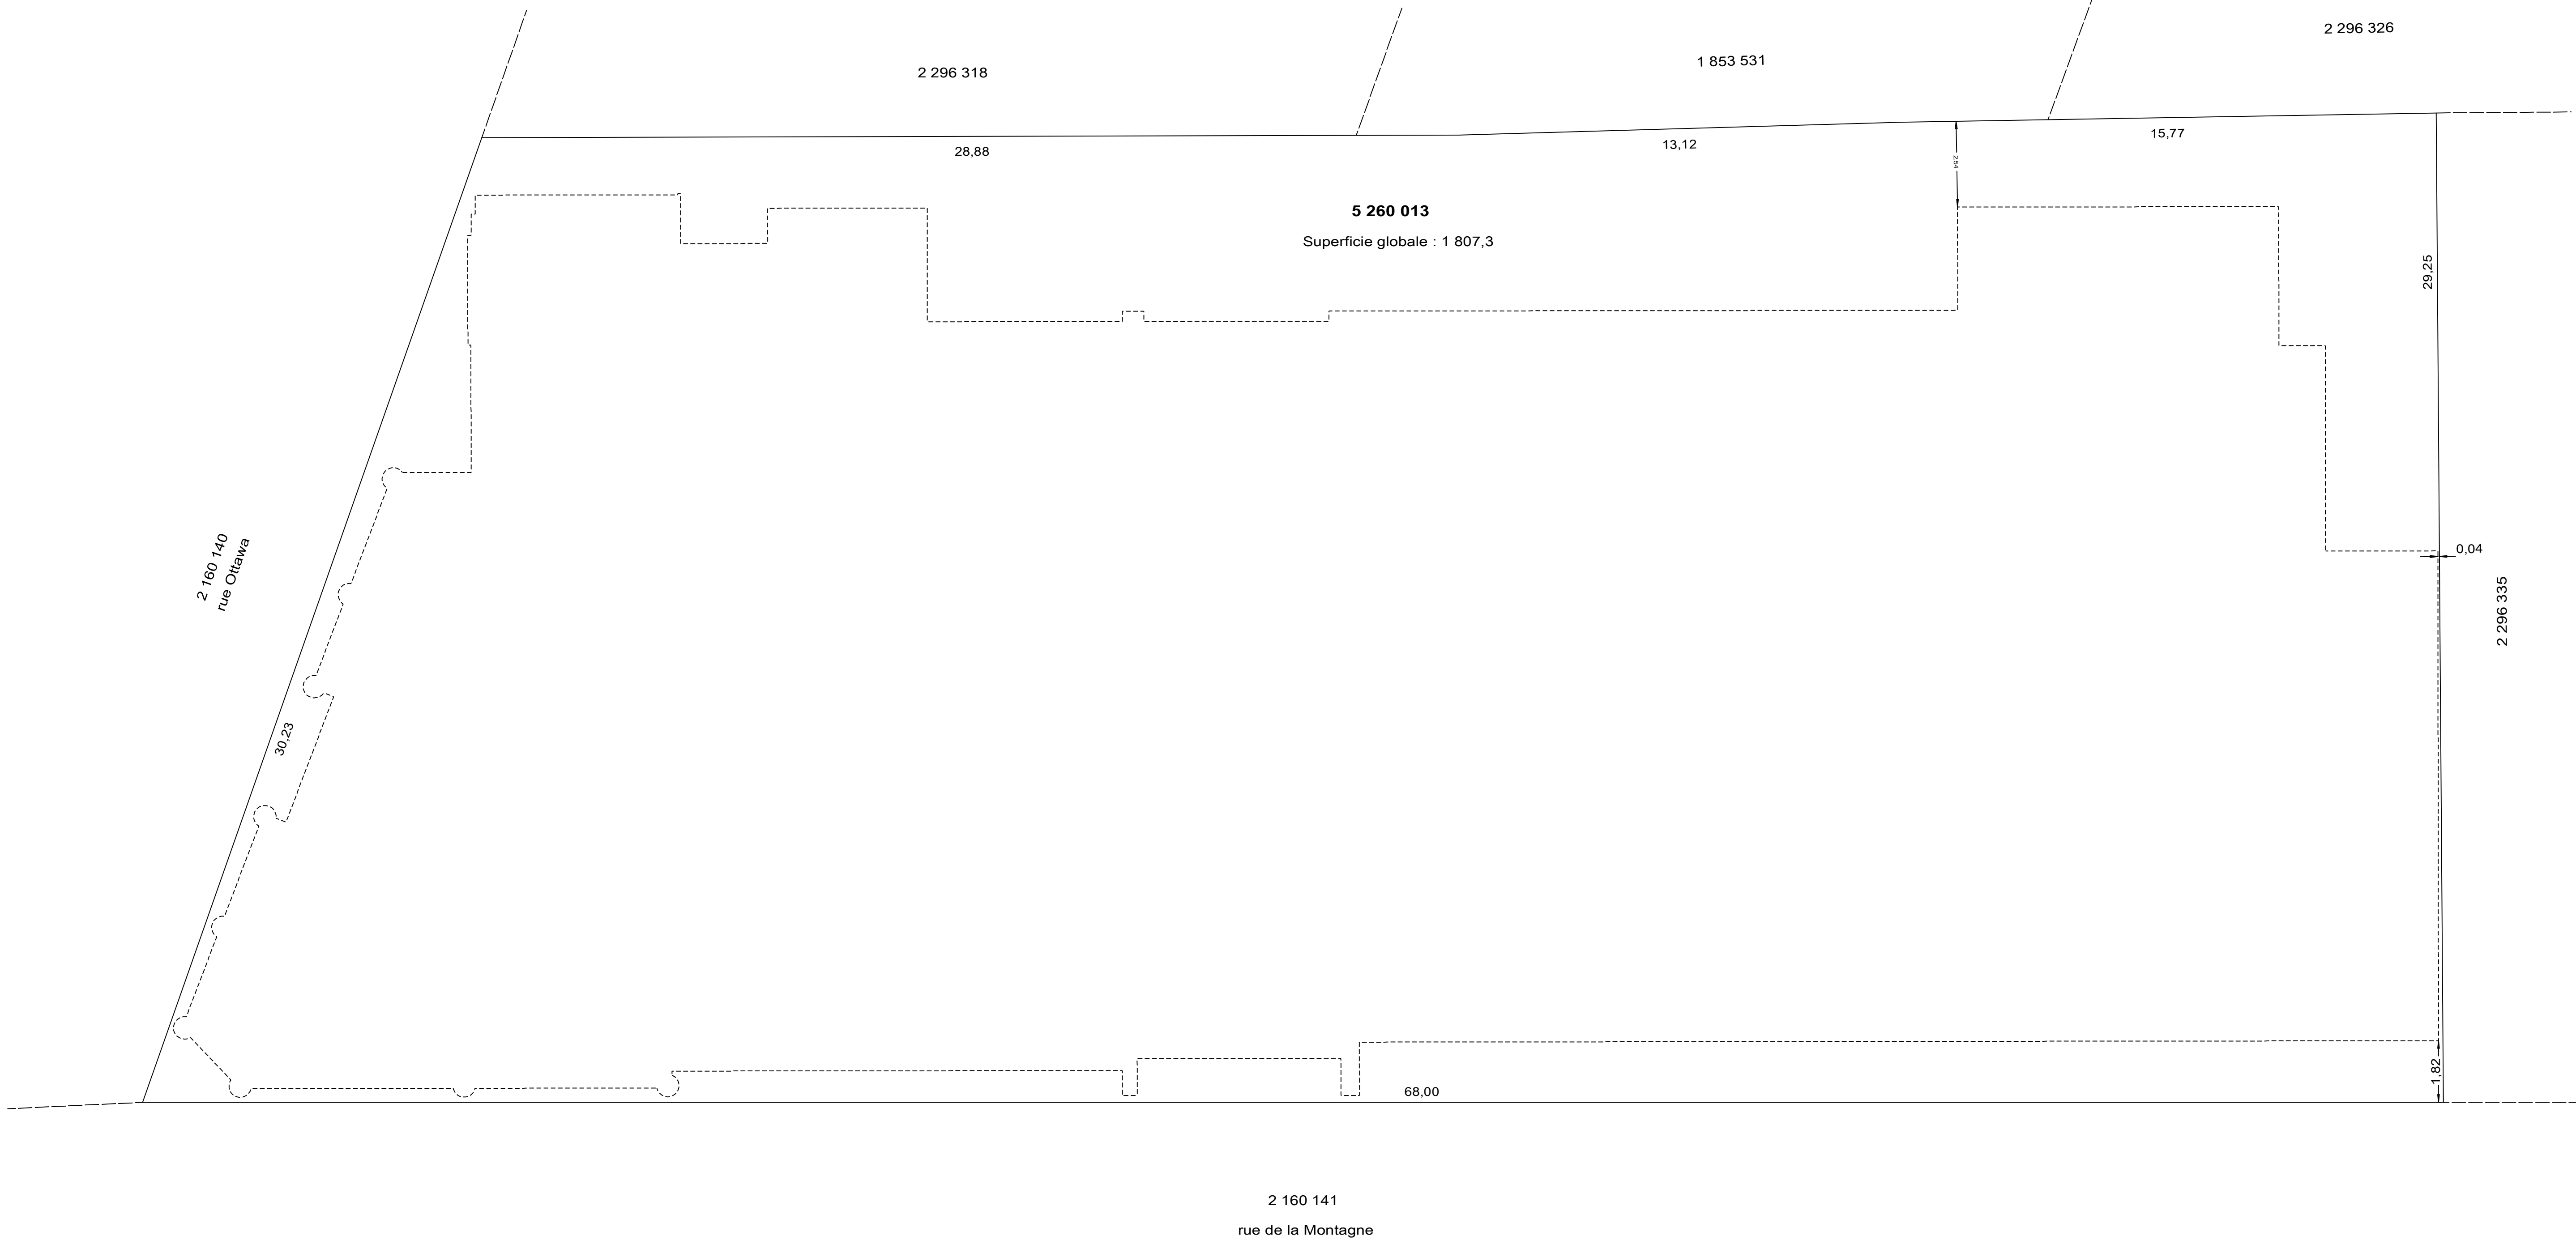 2 296 326
1 853 531
2 296 318
15,77
13,12
28,88
2,54
5 260 013
Superficie globale : 1 807,3
29,25
0,04
2 160 140
rue Ottawa
2 296 335
30,23
1,82
68,00
2 160 141
rue de la Montagne